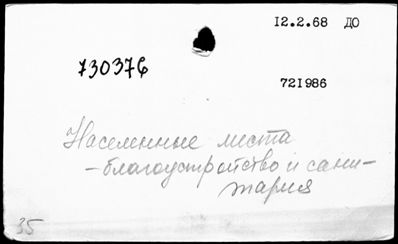 12.2.68 ДО
730376
721986
Населенные места
-благоустройство и сани-
тария
35